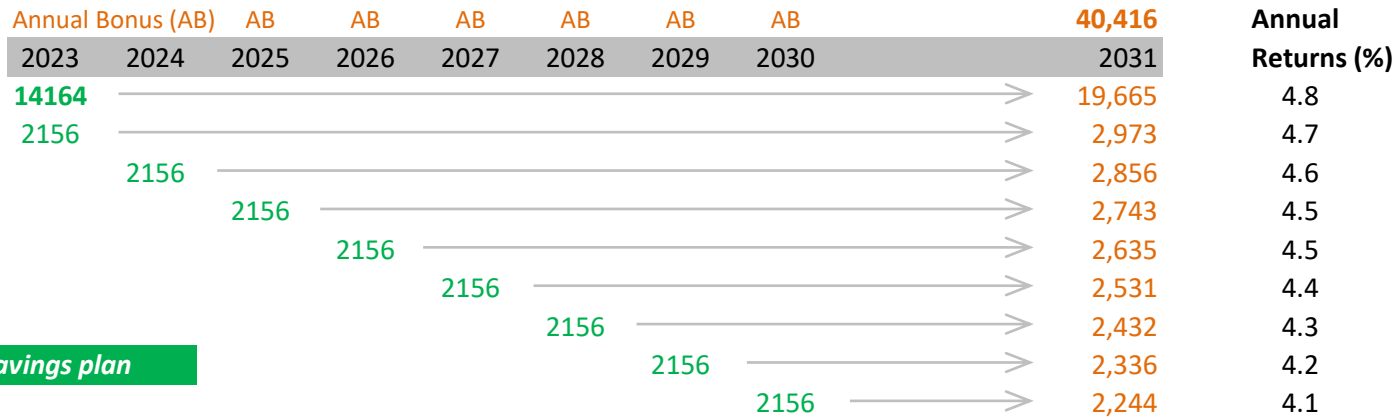 Annual Bonus (AB) AB AB AB AB AB AB 40,416 Annual
2023 2024 2025 2026 2027 2028 2029 2030 2031 Returns (%)
14164 19,665 4.8
2156 2,973 4.7
2156 2,856 4.6
2156 2,743 4.5
2156 2,635 4.5
2156 2,531 4.4
2156 2,432 4.3
avings plan 2156 2,336 4.2
2156 2,244 4.1